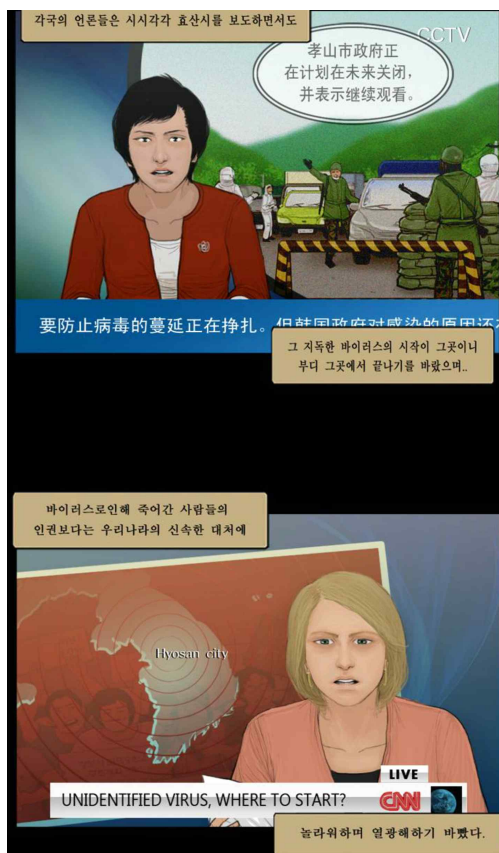 각국의 언론들은 시시각각 효산시를 보도하면서도
CCTV
孝山市政府正
在计划在未来关闭，
并表示继续观看。
要防止病毒的蔓延正在挣扎。但韩国政府对感染的原因还
그 지독한 바이러스의 시작이 그곳이니
부디 그곳에서 끝나기를 바랐으며..
바이러스로인해 죽어간 사람들의
인권보다는 우리나라의 신속한 대처에
Hyosan city
LIVE
UNIDENTIFIED VIRUS, WHERE TO START?
CNN
놀라워하며 열광해하기 바빴다.